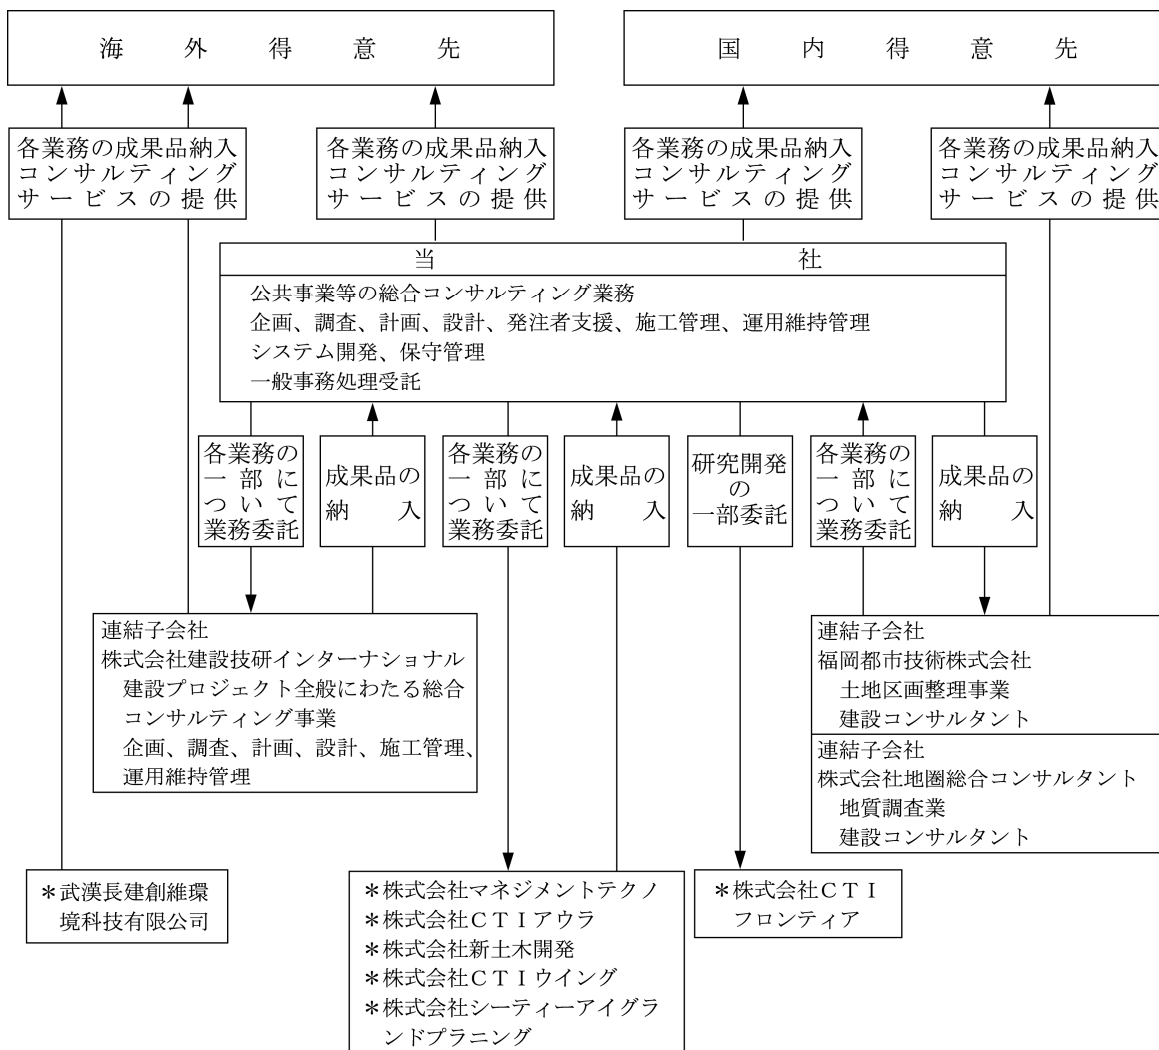 海外得意先
国内得意先
各業務の成果品納入
コンサルティング
サービスの提供
各業務の成果品納入
コンサルティング
サービスの提供
各業務の成果品納入
コンサルティング
サービスの提供
各業務の成果品納入
コンサルティング
サービスの提供
当社
公共事業等の総合コンサルティング業務
企画、調査、計画、設計、発注者支援、施工管理、運用維持管理
システム開発、保守管理
一般事務処理受託
各業務の
一部に
ついて
業務委託
成果品の
納入
各業務の
一部に
ついて
業務委託
成果品の
納入
研究開発
の
一部委託
各業務の
一部に
ついて
業務委託
成果品の
納入
連結子会社
株式会社建設技研インターナショナル
建設プロジェクト全般にわたる総合
コンサルティング事業
企画、調査、計画、設計、施工管理、
運用維持管理
連結子会社
福岡都市技術株式会社
土地区画整理事業
建設コンサルタント
連結子会社
株式会社地圏総合コンサルタント
地質調査業
建設コンサルタント
＊武漢長建創維環
境科技有限公司
＊株式会社マネジメントテクノ
＊株式会社ＣＴＩアウラ
＊株式会社新土木開発
＊株式会社ＣＴＩウイング
＊株式会社シーティーアイグラ
ンドプラニング
＊株式会社ＣＴＩ
フロンティア